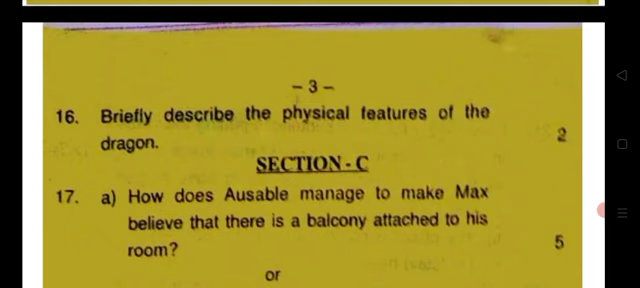 - 3 -
16. Briefly describe the physical features of the
dragon. 2
SECTION - C
17. a) How does Ausable manage to make Max
believe that there is a balcony attached to his
room? 5
or